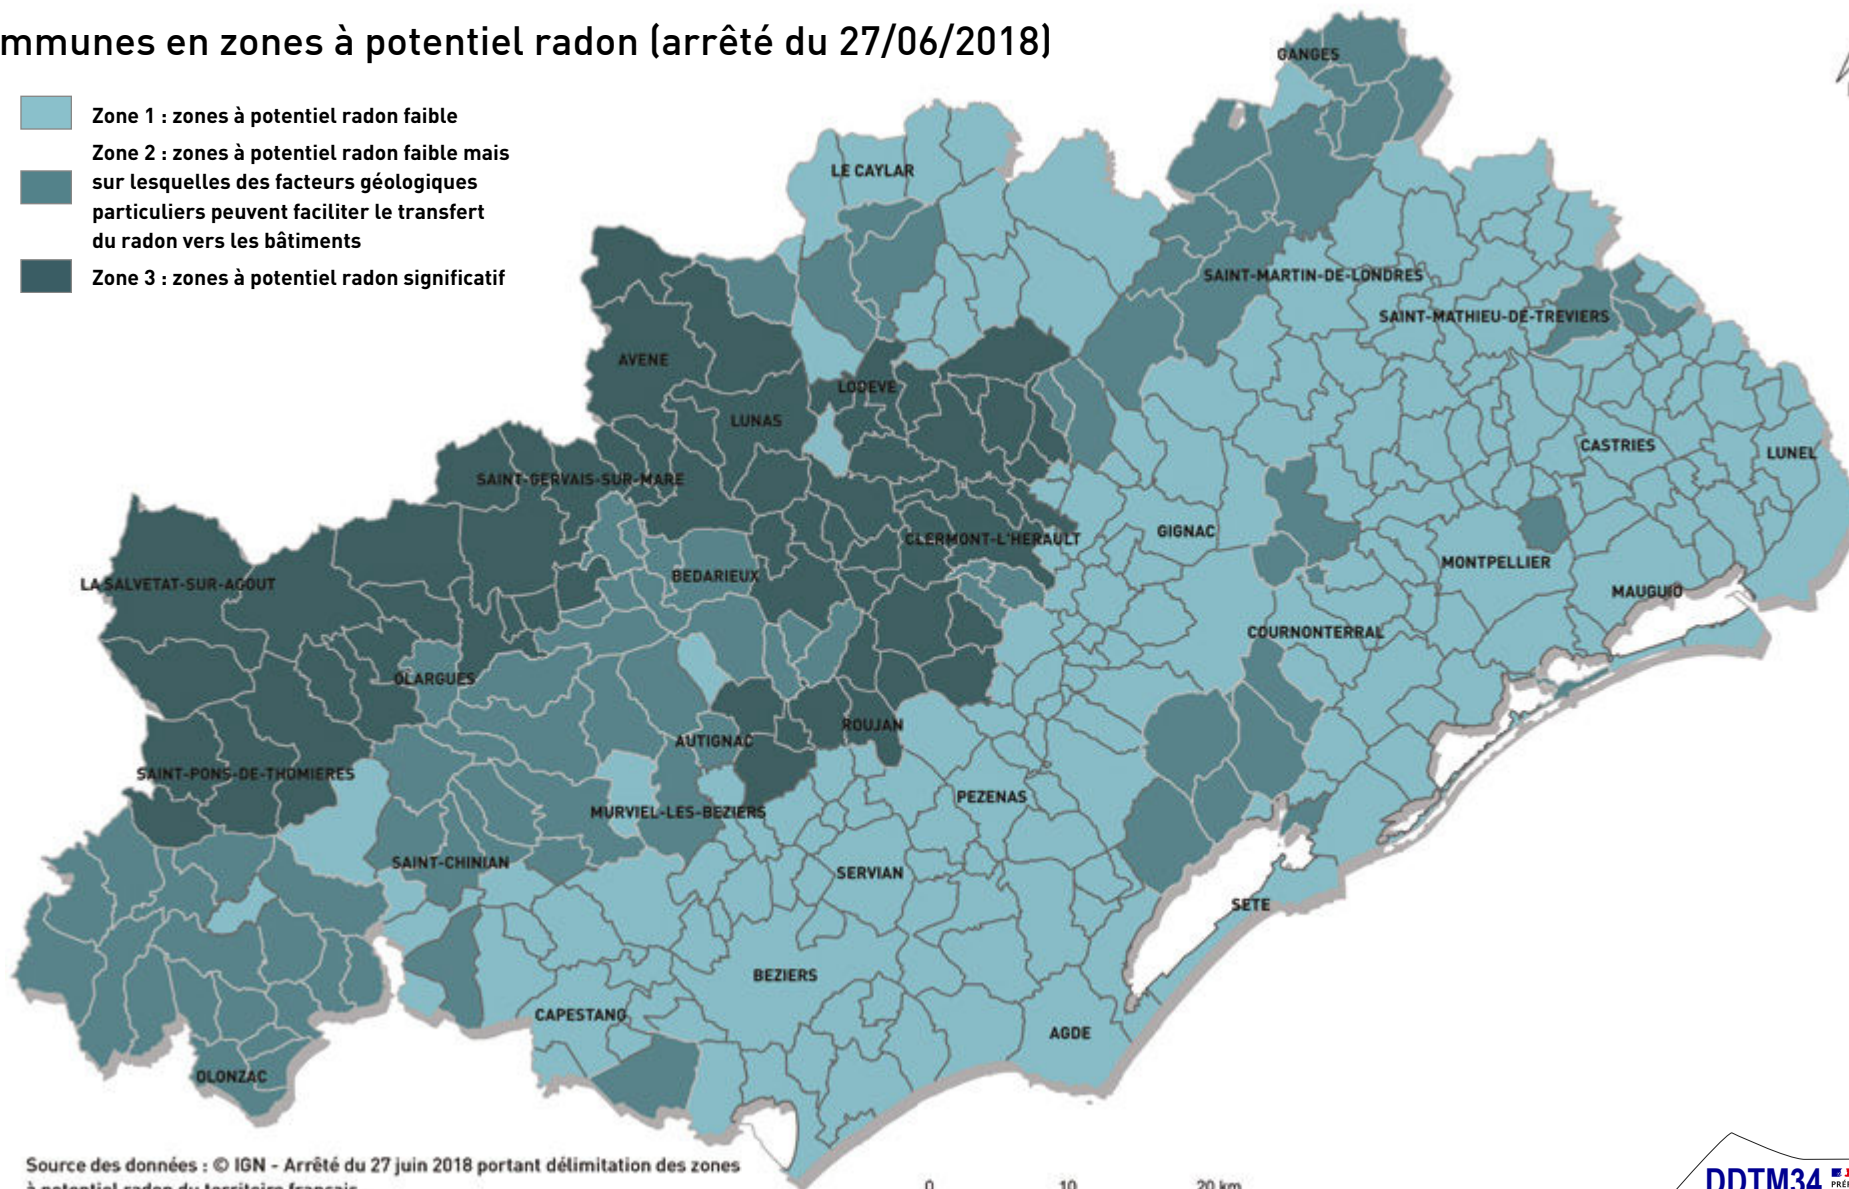 mmunes en zones à potentiel radon (arrêté du 27/06/2018)
Zone 1 : zones à potentiel radon faible
Zone 2 : zones à potentiel radon faible mais
sur lesquelles des facteurs géologiques
particuliers peuvent faciliter le transfert
du radon vers les bâtiments
Zone 3 : zones à potentiel radon significatif
GANGES
LE CAYLAR
SAINT-MARTIN-DE-LONDRES
SAINT-MATHIEU-DE-TREVIERS
AVENE
LODEVE
LUNAS
CASTRIES
LUNEL
SAINT-GERVAIS-SUR-MARE
GIGNAC
CLERMONT-L'HERAULT
MONTPELLIER
BEDARIEUX
LA SALVETAT-SUR-AGOUT
MAUGUIO
COURNONTERRAL
OLARGUES
ROUJAN
AUTIGNAC
SAINT-PONS-DE-THOMIERES
PEZENAS
MURVIEL-LES-BEZIERS
SAINT-CHINIAN
SERVIAN
SETE
BEZIERS
CAPESTANG
AGDE
OLONZAC
Source des données : © IGN - Arrêté du 27 juin 2018 portant délimitation des zones
à potentiel radon du territoire français
0 10 20 km
DDTM34